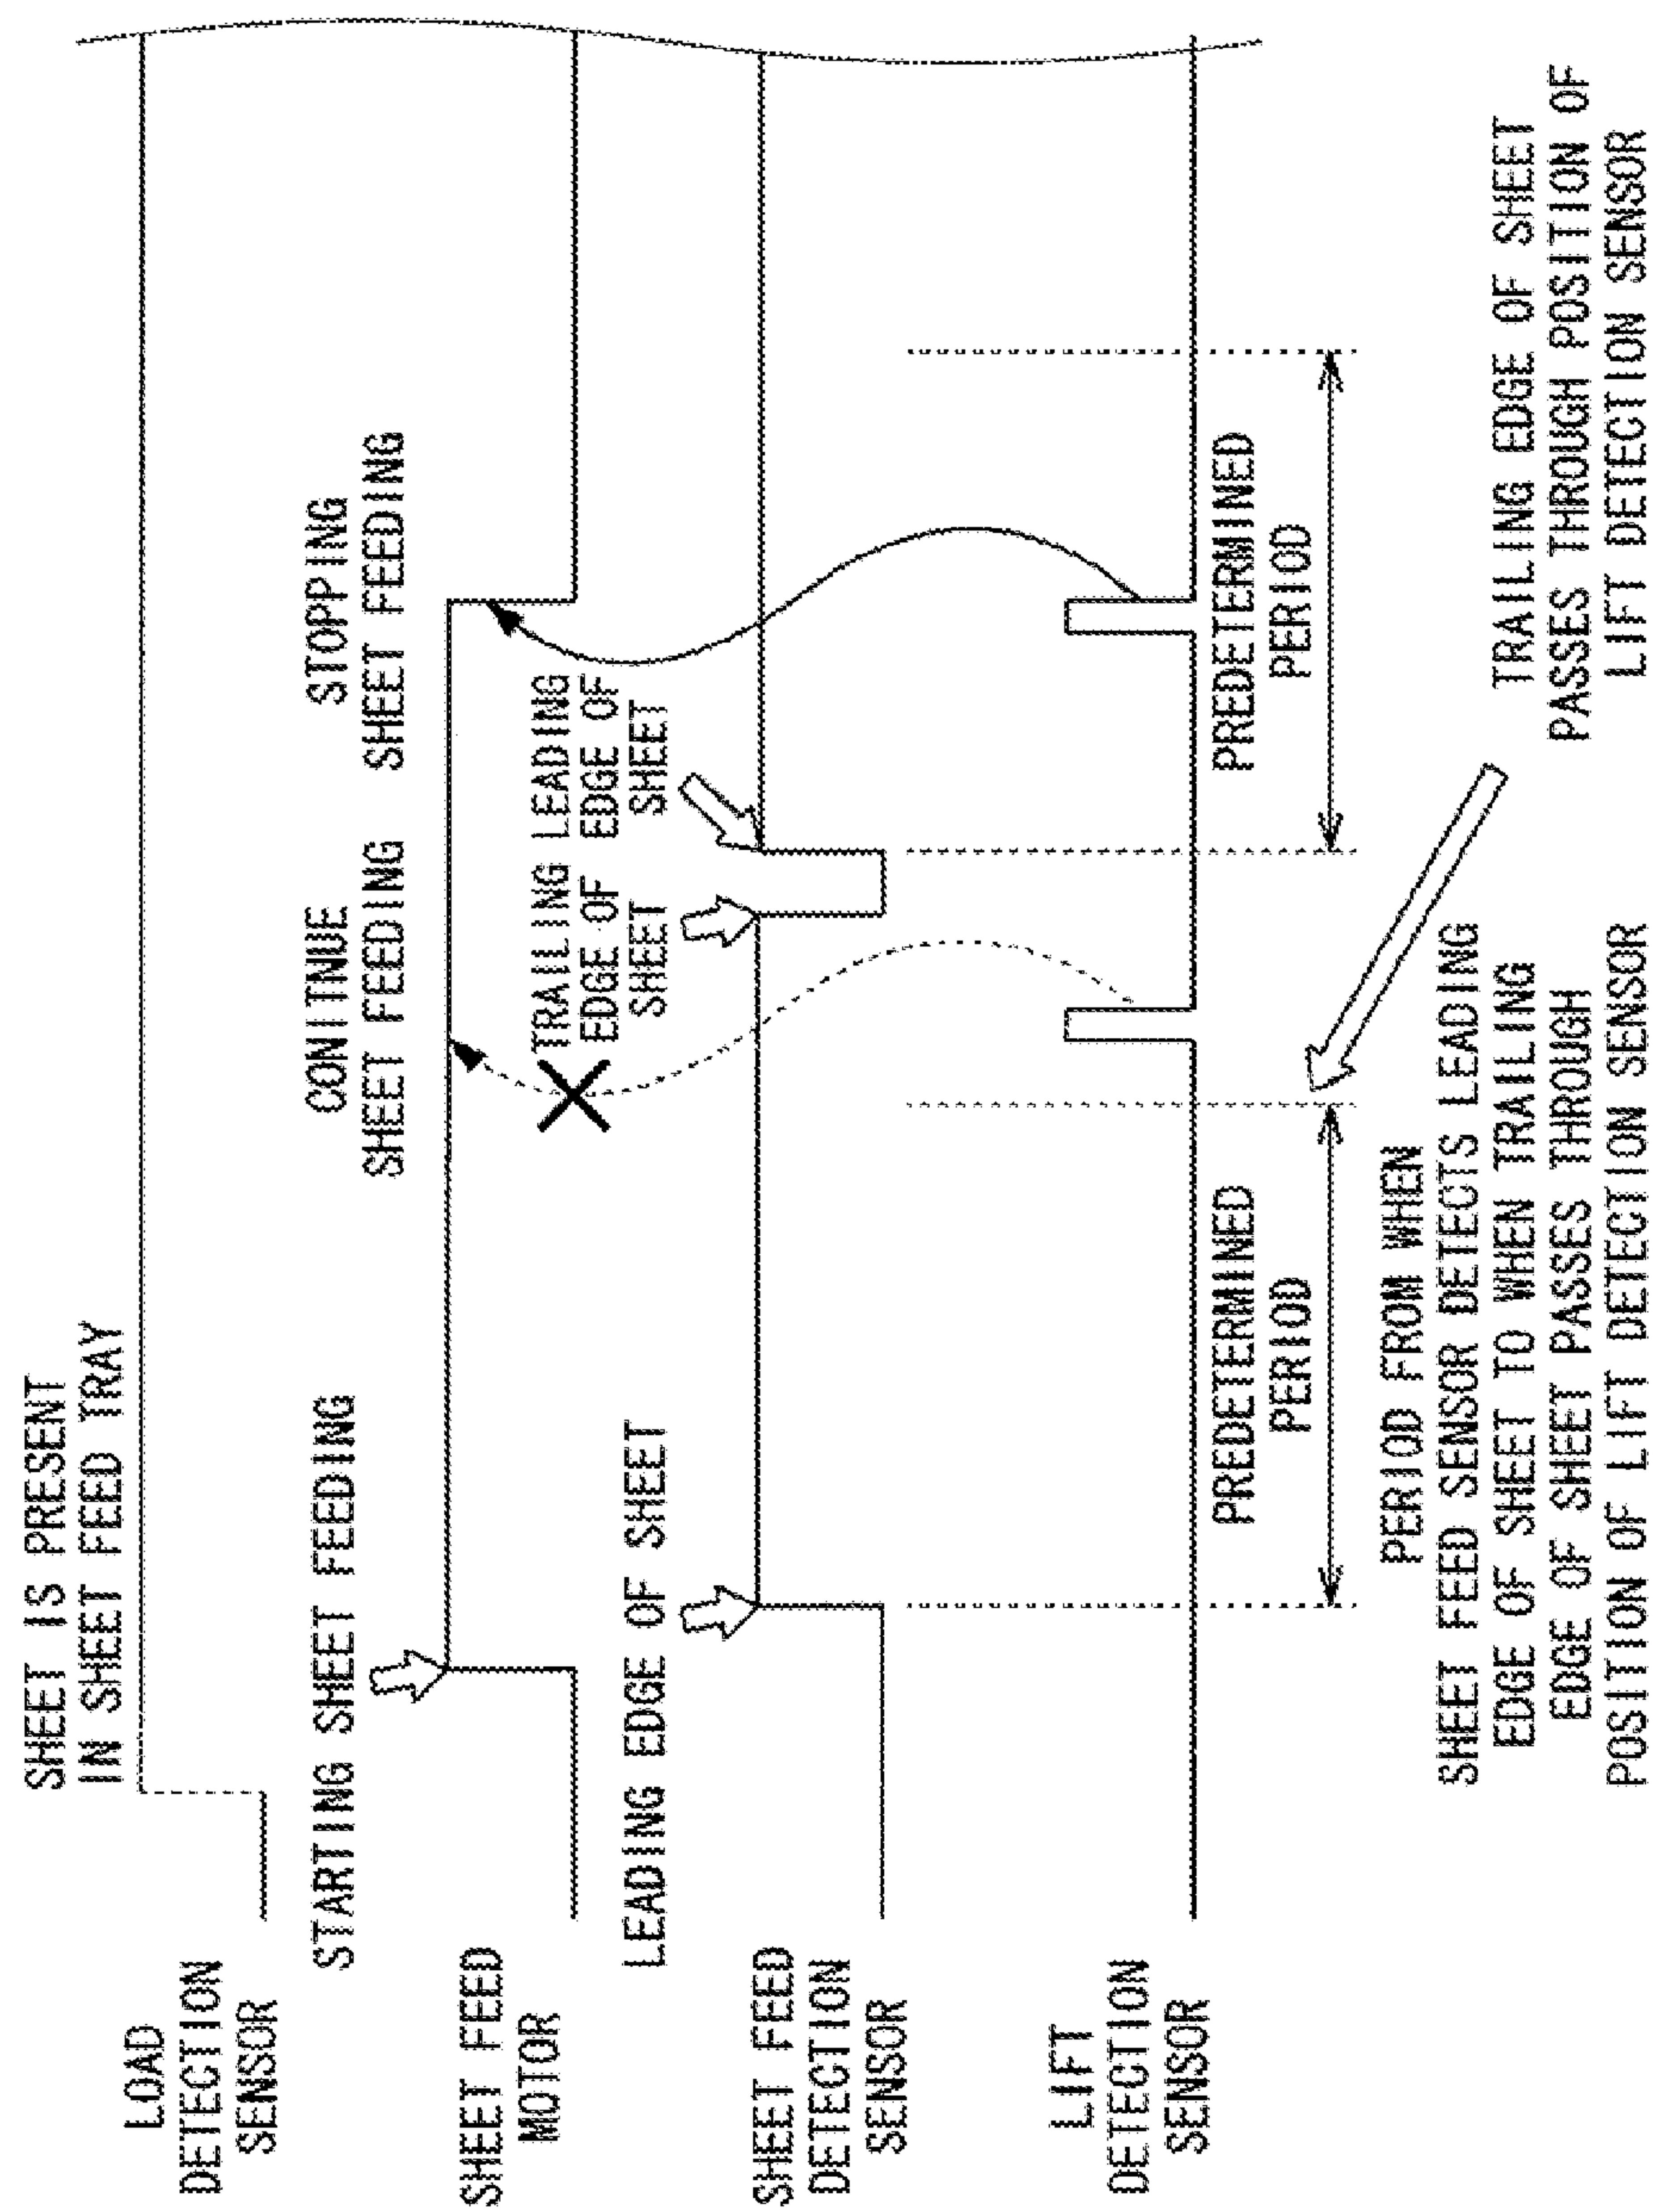 SHEET IS PRESENT
IN SHEET FEED TRAY
LOAD
DETECTION
SENSOR
STARTING SHEET FEEDING
CONITNUE
SHEET FEEDING
STOPPING
SHEET FEEDING
SHEET FEED
MOTOR
LEADING EDGE OF SHEET
TRAILING
EDGE OF
SHEET
LEADING
EDGE OF
SHEET
SHEET FEED
DETECTION
SENSOR
LIFT
DETECTION
SENSOR
PREDETERMINED
PERIOD
PREDETERMINED
PERIOD
PERIOD FROM WHEN
SHEET FEED SENSOR DETECTS LEADING
EDGE OF SHEET TO WHEN TRAILING
EDGE OF SHEET PASSES THROUGH
POSITION OF LIFT DETECTION SENSOR
TRAILING EDGE OF SHEET
PASSES THROUGH POSITION OF
LIFT DETECTION SENSOR